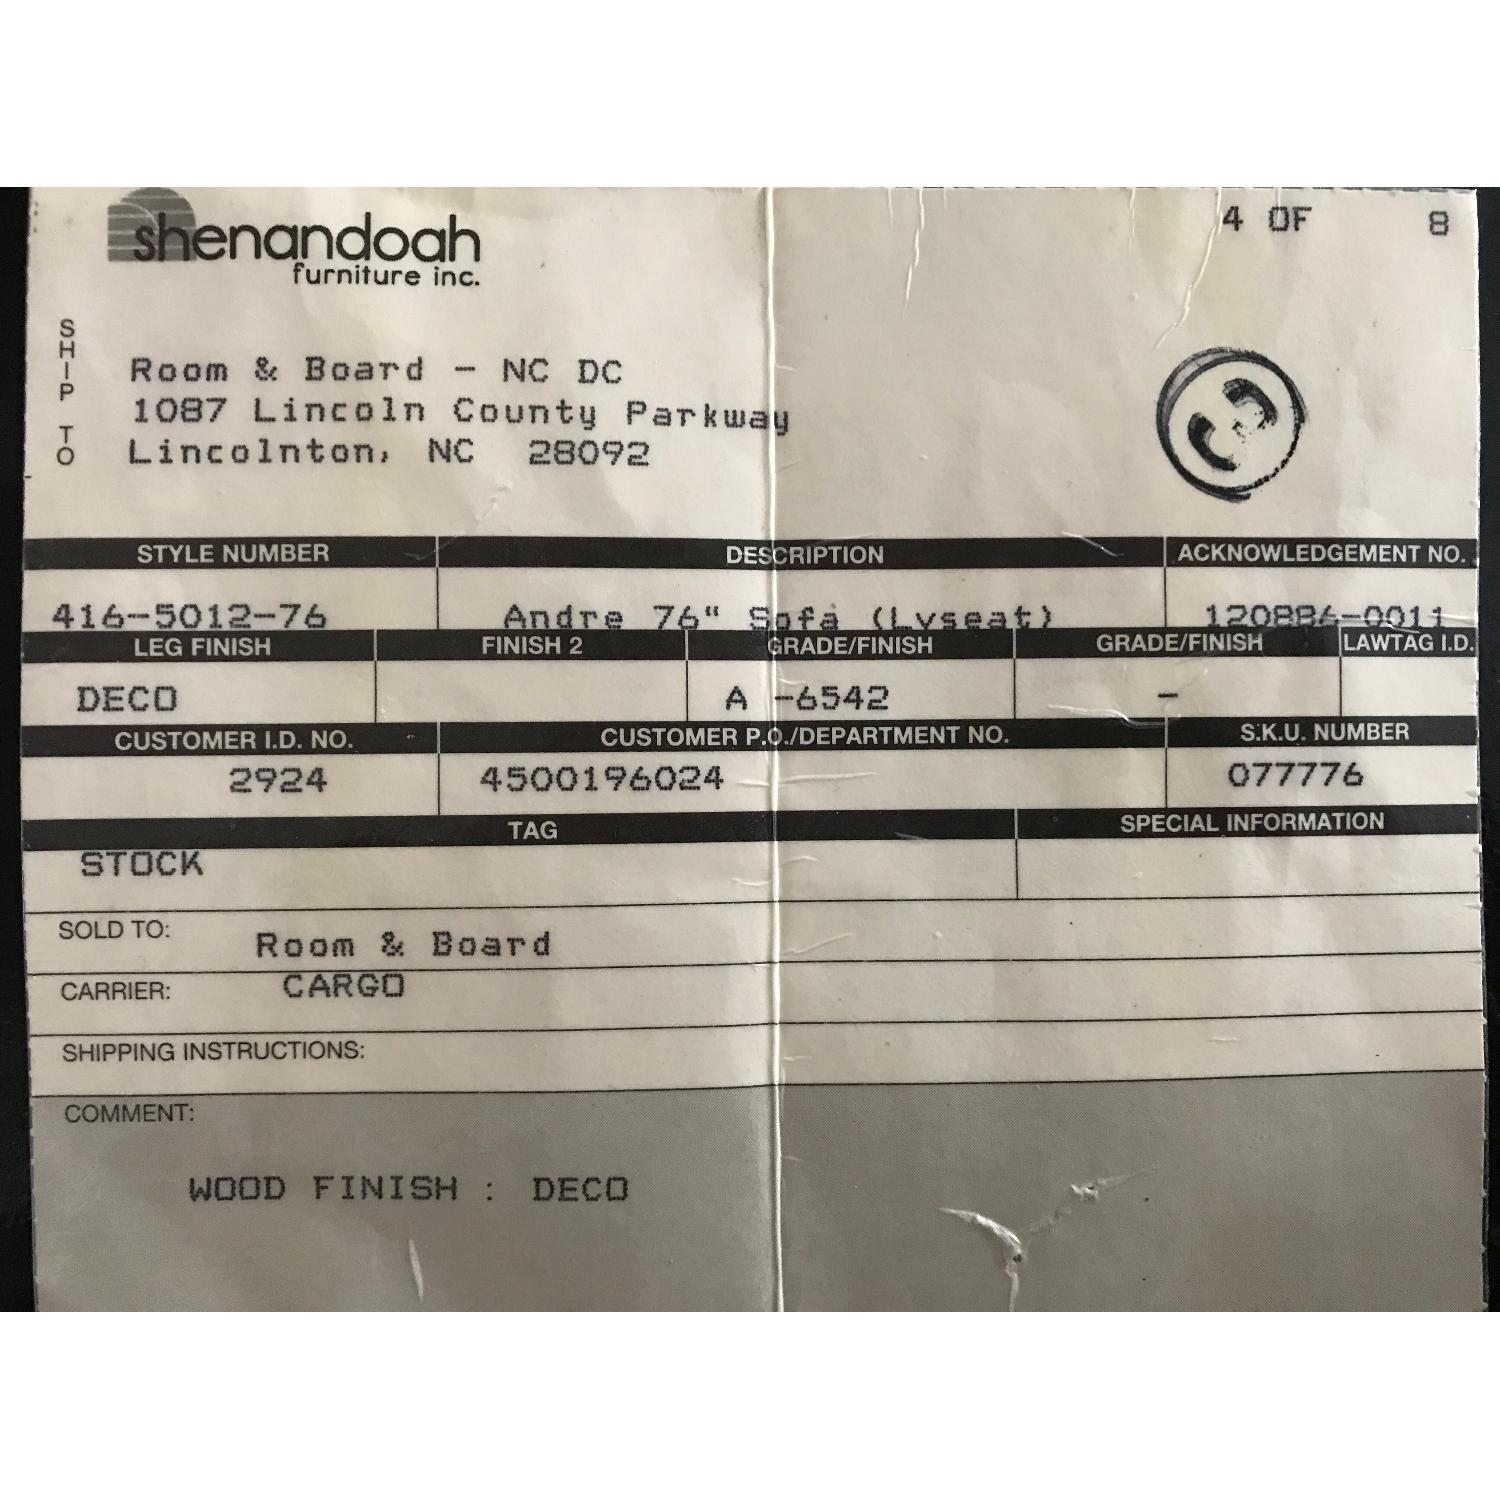 shenandoah
furniture inc.
4 OF 8
SHIP TO
Room & Board - NC DC
1087 Lincoln County Parkway
Lincolnton, NC 28092
3
STYLE NUMBER DESCRIPTION ACKNOWLEDGEMENT NO.
416-5012-76 Andre 76" Sofa (Lvseat) 120886-0011
LEG FINISH FINISH 2 GRADE/FINISH GRADE/FINISH LAWTAG I.D.
DECO A -6542 -
CUSTOMER I.D. NO. CUSTOMER P.O./DEPARTMENT NO. S.K.U. NUMBER
2924 4500196024 077776
TAG SPECIAL INFORMATION
STOCK
SOLD TO: Room & Board
CARRIER: CARGO
SHIPPING INSTRUCTIONS:
COMMENT:
WOOD FINISH : DECO